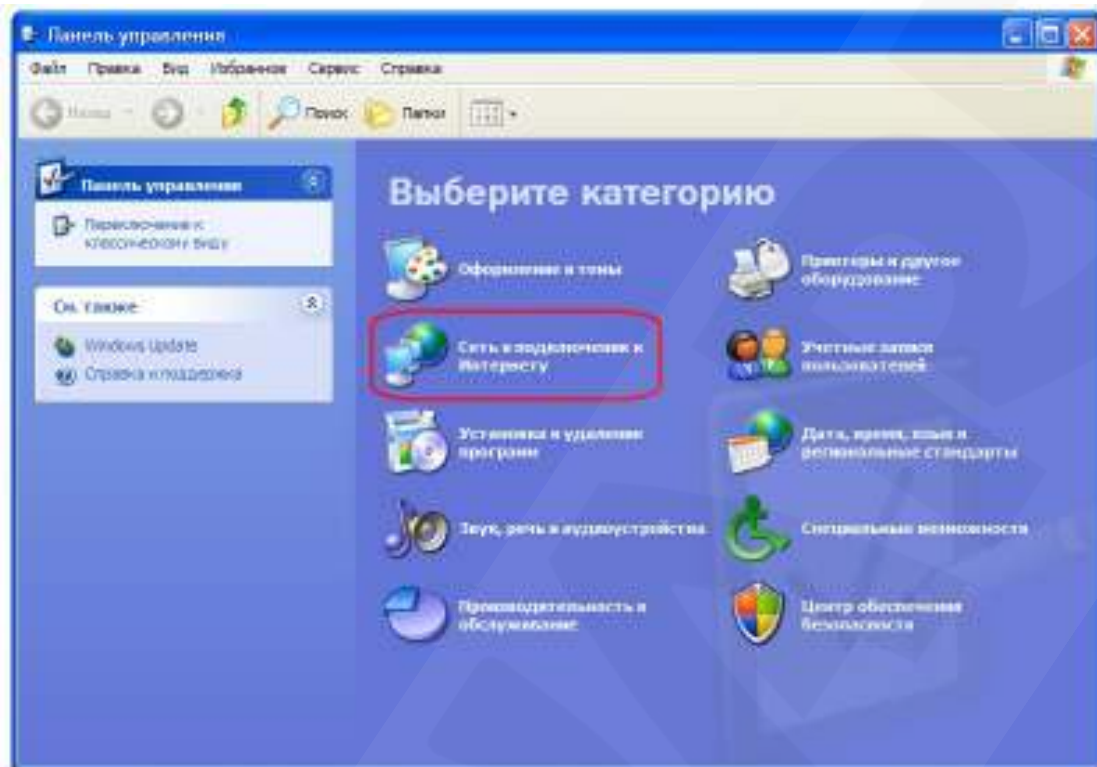 Панель управления
Файл Правка Вид Избранное Сервис Справка
Назад Поиск Папки
Панель управления
Переключение к
классическому виду
См. также
Windows Update
Справка и поддержка
Выберите категорию
Оформление и темы
Принтеры и другое
оборудование
Сеть и подключения к
Интернету
Учетные записи
пользователей
Установка и удаление
программ
Дата, время, язык и
региональные стандарты
Звук, речь и аудиоустройства
Специальные возможности
Производительность и
обслуживание
Центр обеспечения
безопасности